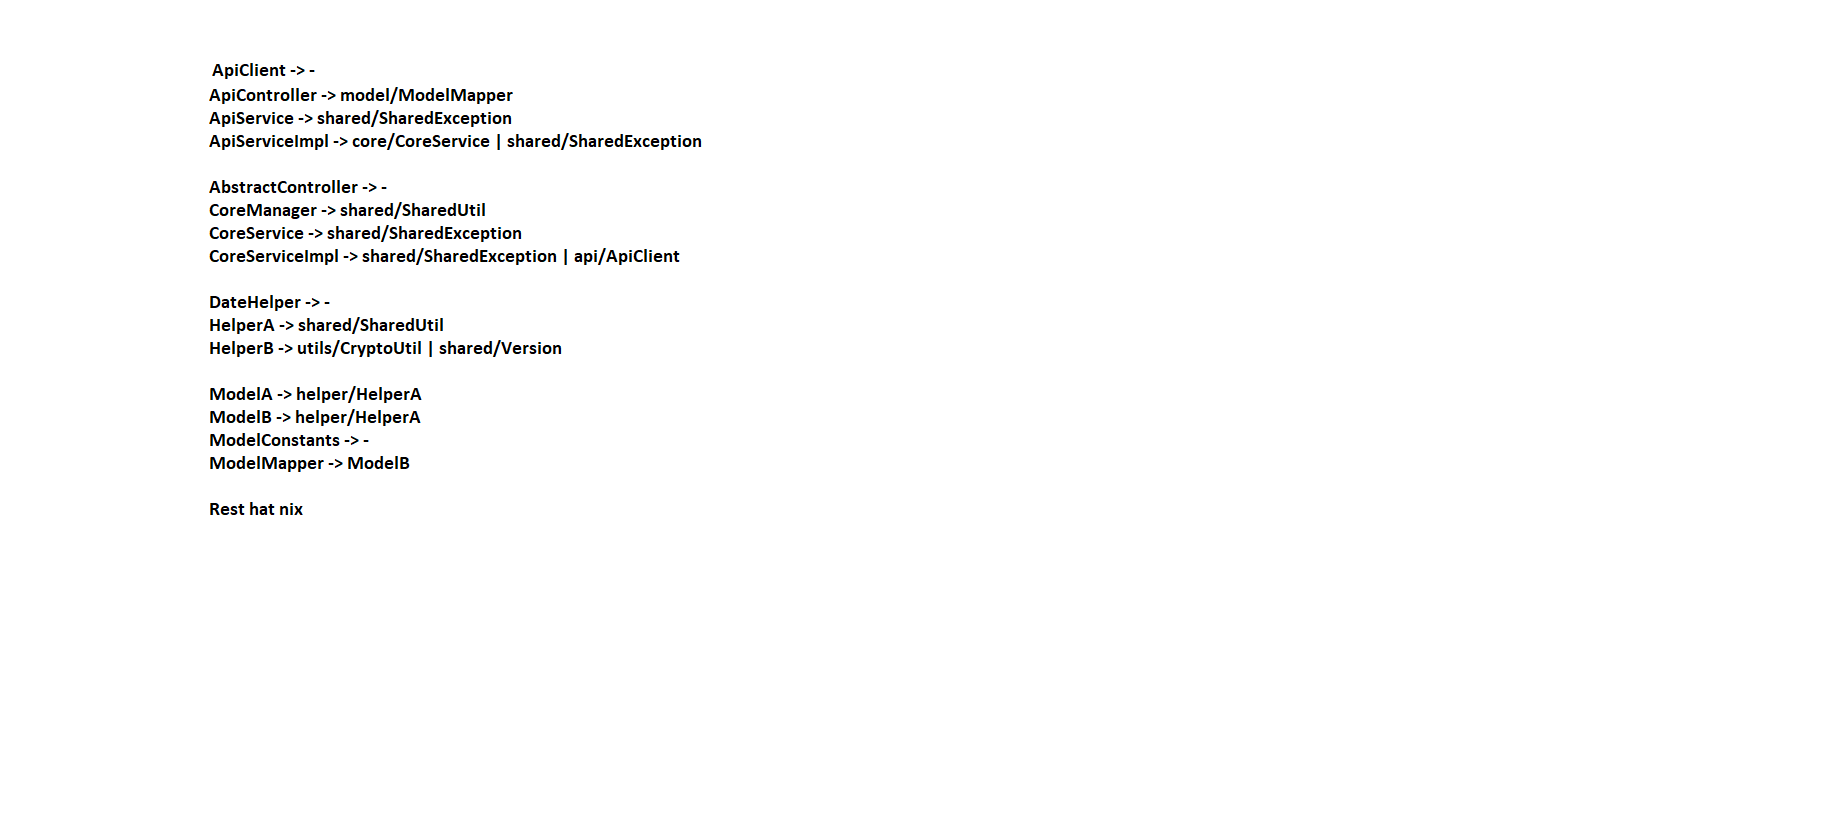 ApiClient -> -
ApiController -> model/ModelMapper
ApiService -> shared/SharedException
ApiServiceImpl -> core/CoreService | shared/SharedException
AbstractController -> -
CoreManager -> shared/SharedUtil
CoreService -> shared/SharedException
CoreServiceImpl -> shared/SharedException | api/ApiClient
DateHelper -> -
HelperA -> shared/SharedUtil
HelperB -> utils/CryptoUtil | shared/Version
ModelA -> helper/HelperA
ModelB -> helper/HelperA
ModelConstants -> -
ModelMapper -> ModelB
Rest hat nix